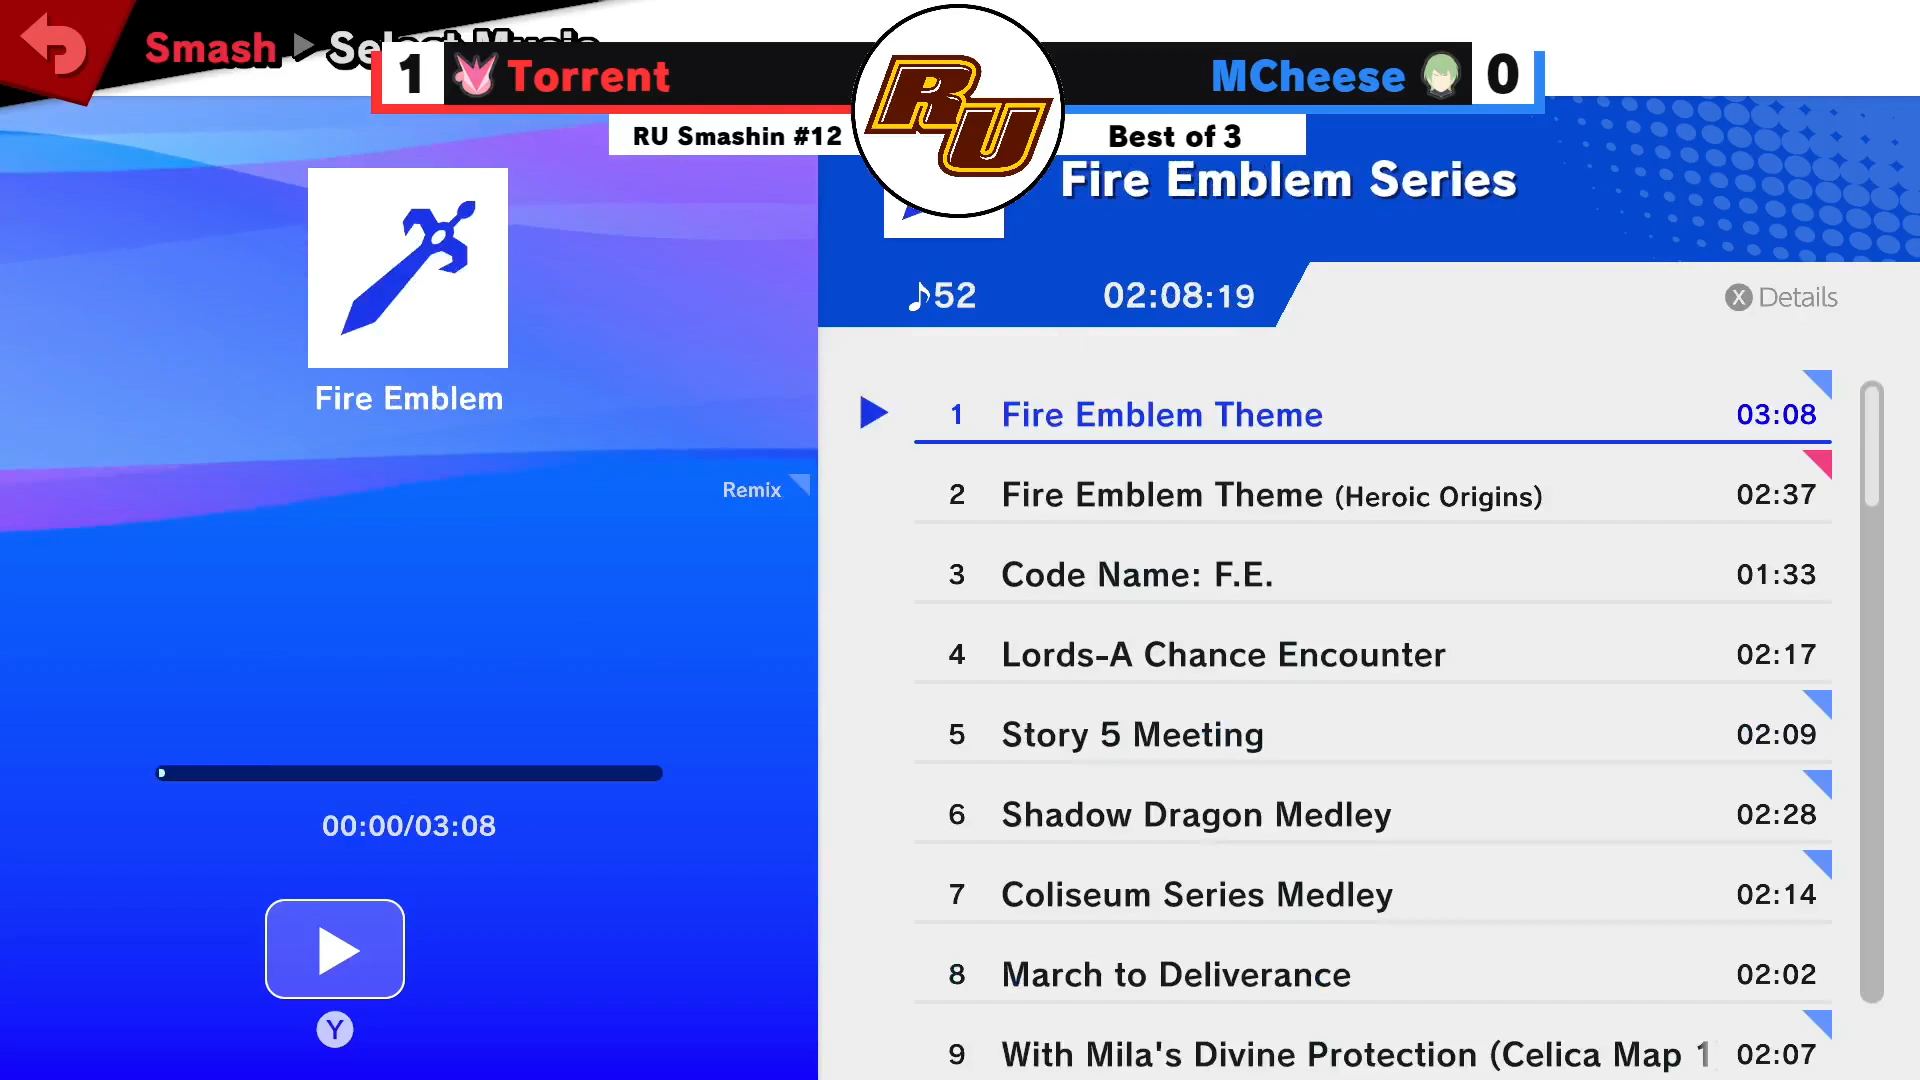 Smash
1 Torrent
MCheese 0
RU
RU Smashin #12
Best of 3
Fire Emblem Series
♪52
02:08:19
X Details
Fire Emblem
Remix
00:00/03:08
Y
1 Fire Emblem Theme 03:08
2 Fire Emblem Theme (Heroic Origins) 02:37
3 Code Name: F.E. 01:33
4 Lords-A Chance Encounter 02:17
5 Story 5 Meeting 02:09
6 Shadow Dragon Medley 02:28
7 Coliseum Series Medley 02:14
8 March to Deliverance 02:02
9 With Mila's Divine Protection (Celica Map 1 02:07